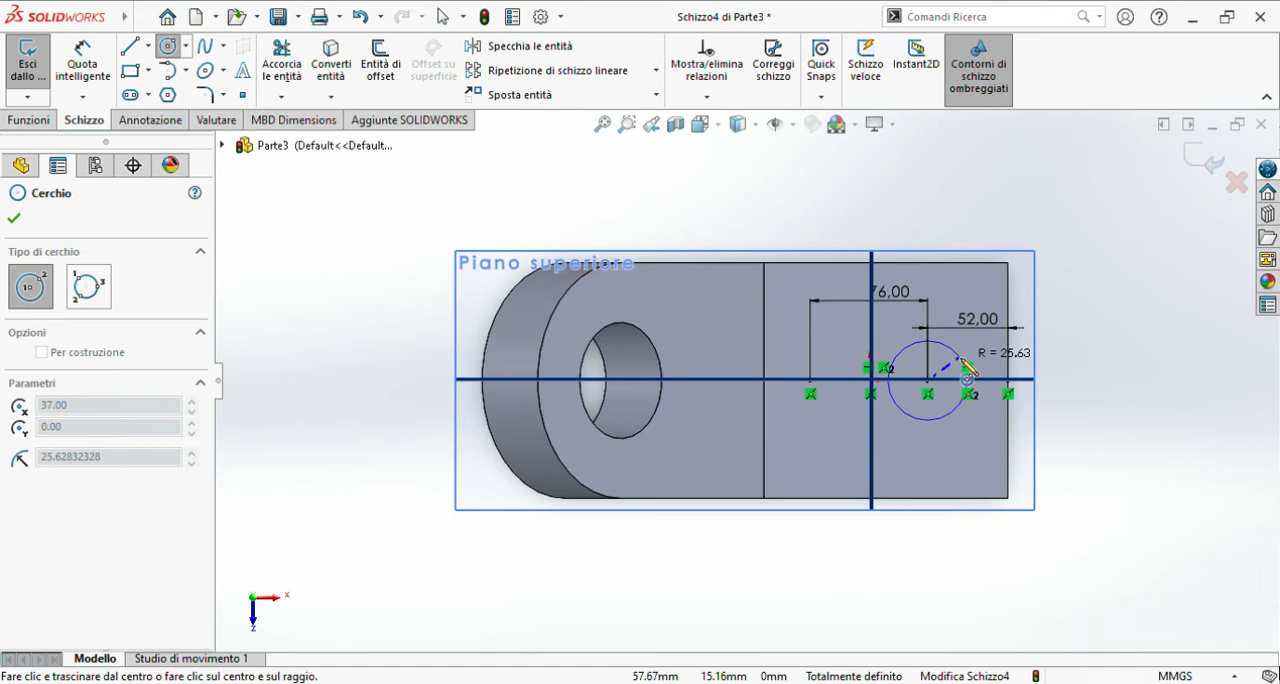 SOLIDWORKS
Schizzo4 di Parte3 *
Comandi Ricerca
Esci dallo ...
Quota intelligente
Accorcia le entità
Converti entità
Entità di offset
Offset su superficie
Specchia le entità
Ripetizione di schizzo lineare
Sposta entità
Mostra/elimina relazioni
Correggi schizzo
Quick Snaps
Schizzo veloce
Instant2D
Contorni di schizzo ombreggiati
Funzioni
Schizzo
Annotazione
Valutare
MBD Dimensions
Aggiunte SOLIDWORKS
Parte3 (Default<<Default...
Cerchio
Tipo di cerchio
Opzioni
Per costruzione
Parametri
37.00
0.00
25.62832328
Piano superiore
76,00
52,00
R = 25.63
2
2
x
z
Modello
Studio di movimento 1
Fare clic e trascinare dal centro o fare clic sul centro e sul raggio.
57.67mm
15.16mm
0mm
Totalmente definito
Modifica Schizzo4
MMGS